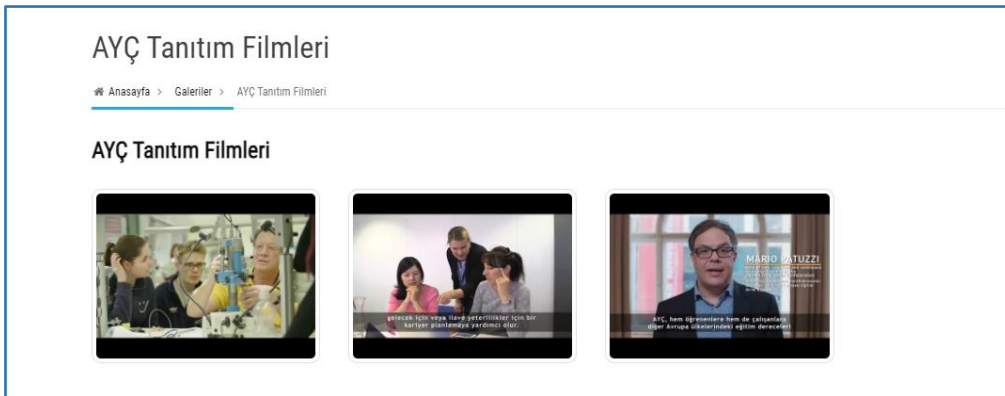 AYÇ Tanıtım Filmleri
Anasayfa > Galeriler > AYÇ Tanıtım Filmleri
AYÇ Tanıtım Filmleri
gelecek için veya ilave yeterlilikler için bir
kariyer planlamaya yardımcı olur.
MARIO PATUZZI
AYÇ, hem öğrenenlere hem de çalışanlara
diğer Avrupa ülkelerindeki eğitim dereceleri